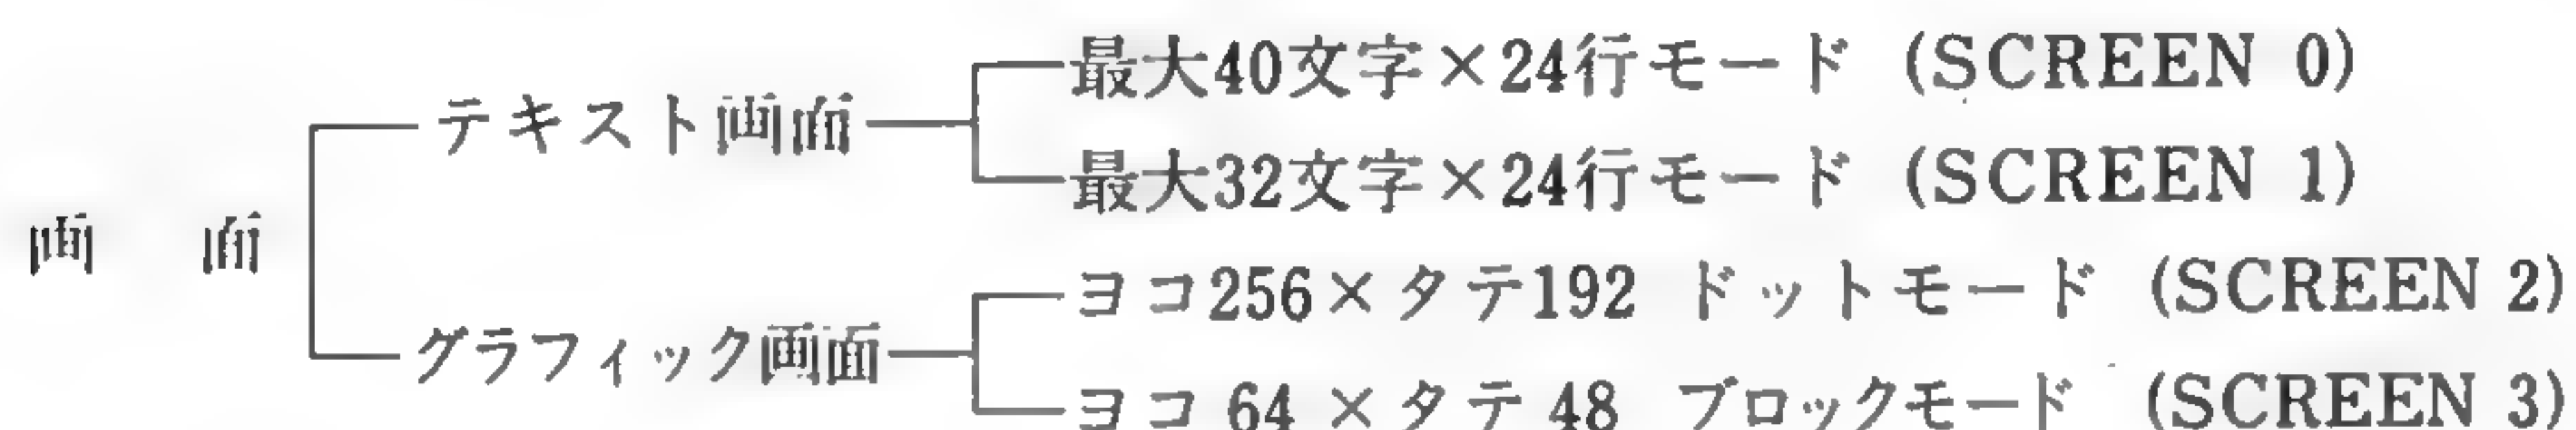 最大40文字×24行モード (SCREEN 0)
テキスト画面
最大32文字×24行モード (SCREEN 1)
画 面
ヨコ256×タテ192 ドットモード (SCREEN 2)
グラフィック画面
ヨコ 64 ×タテ 48 ブロックモード (SCREEN 3)